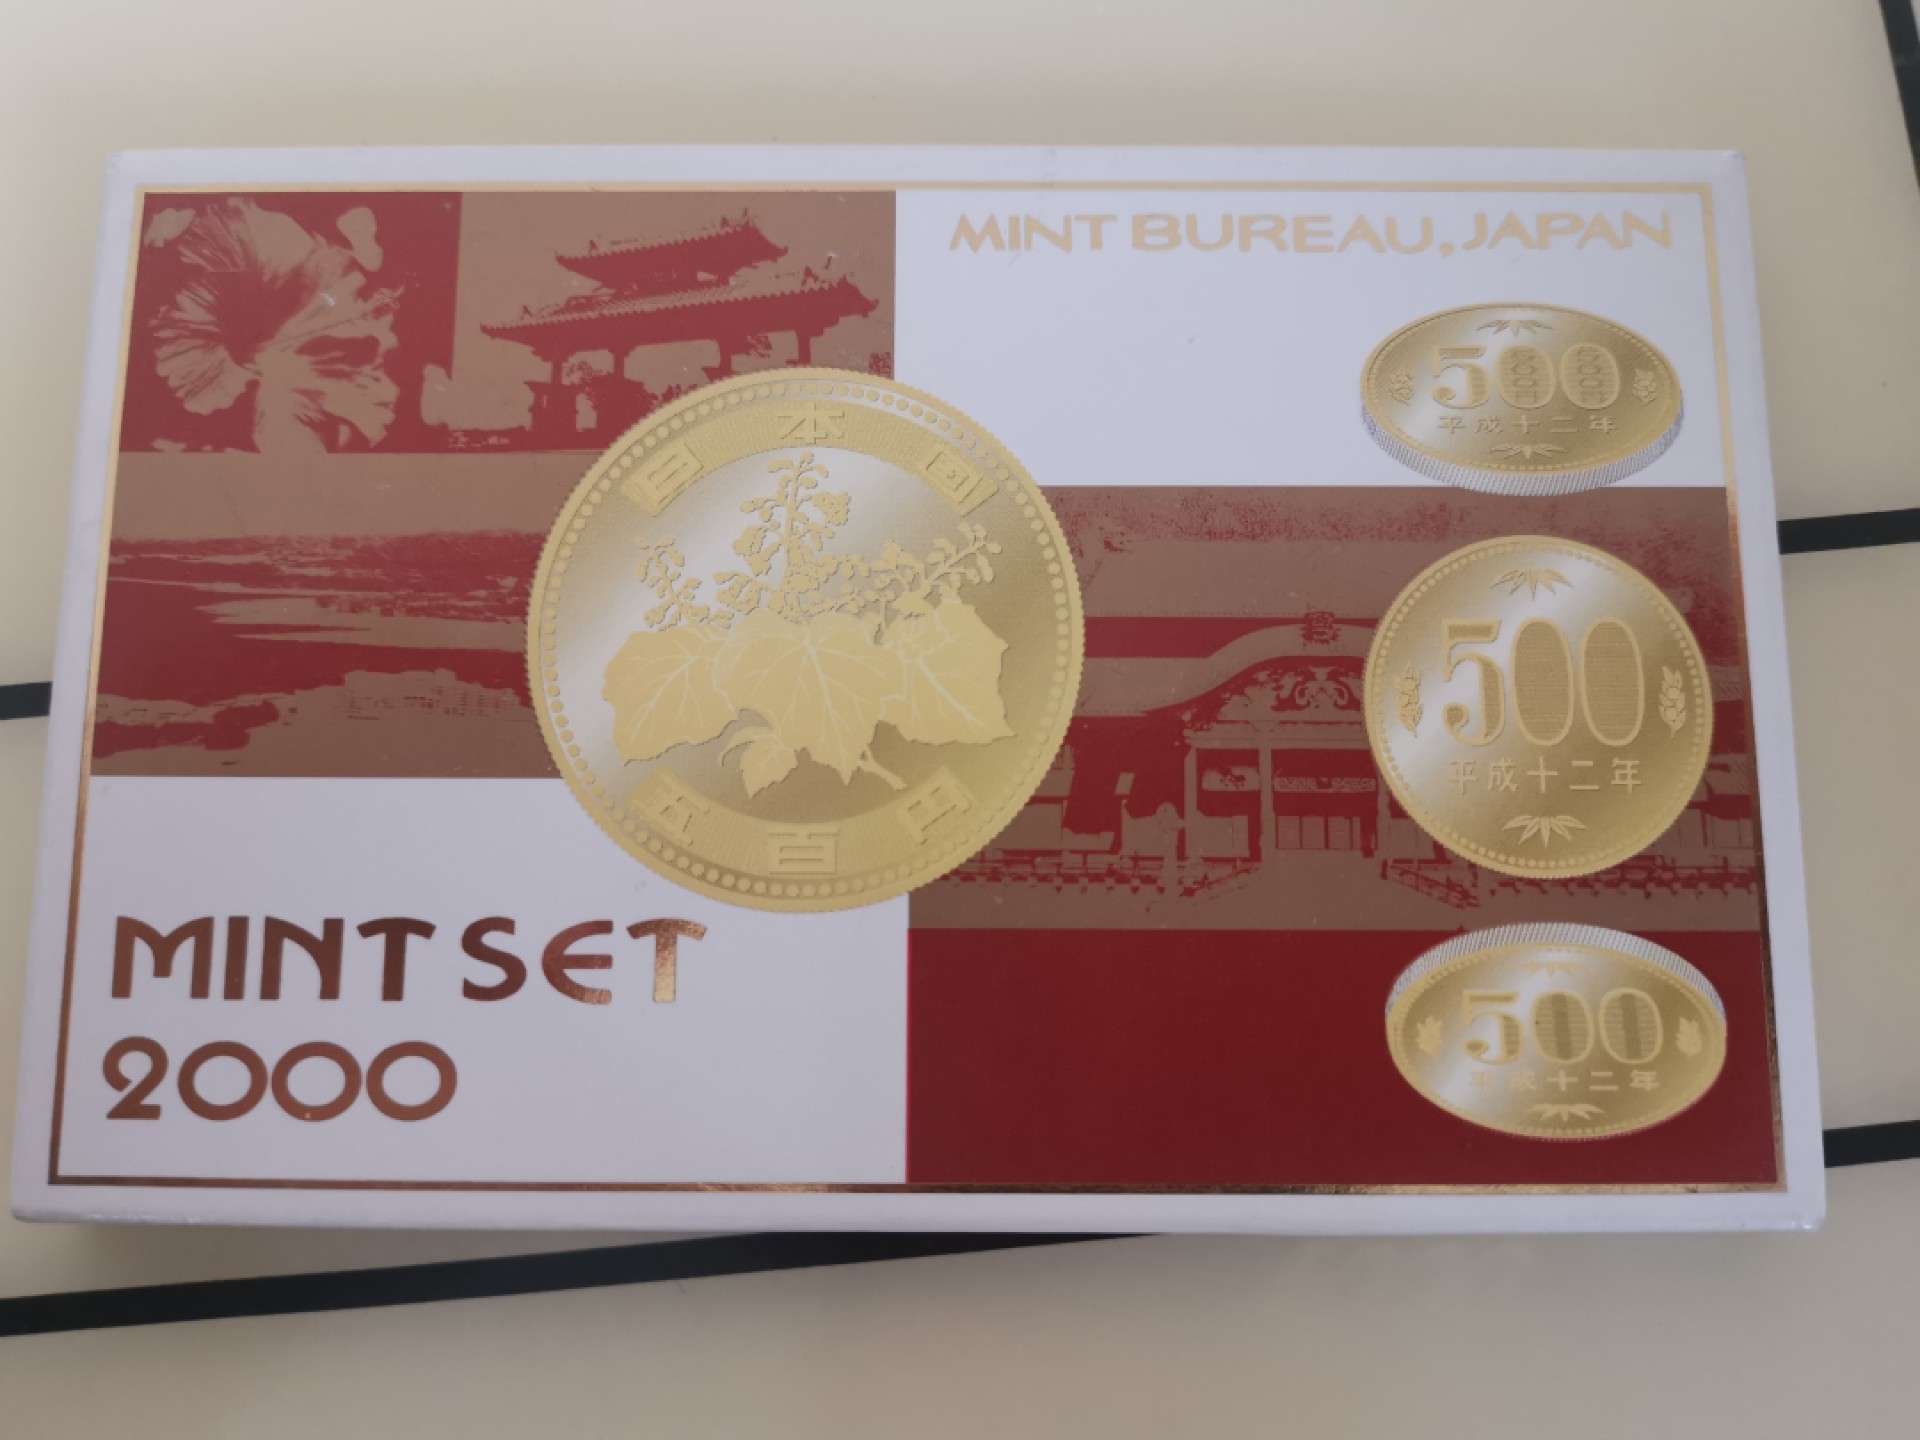 MINT BUREAU, JAPAN
500
平成十二年
日本国
五百円
500
平成十二年
MINT SET
2000
500
平成十二年